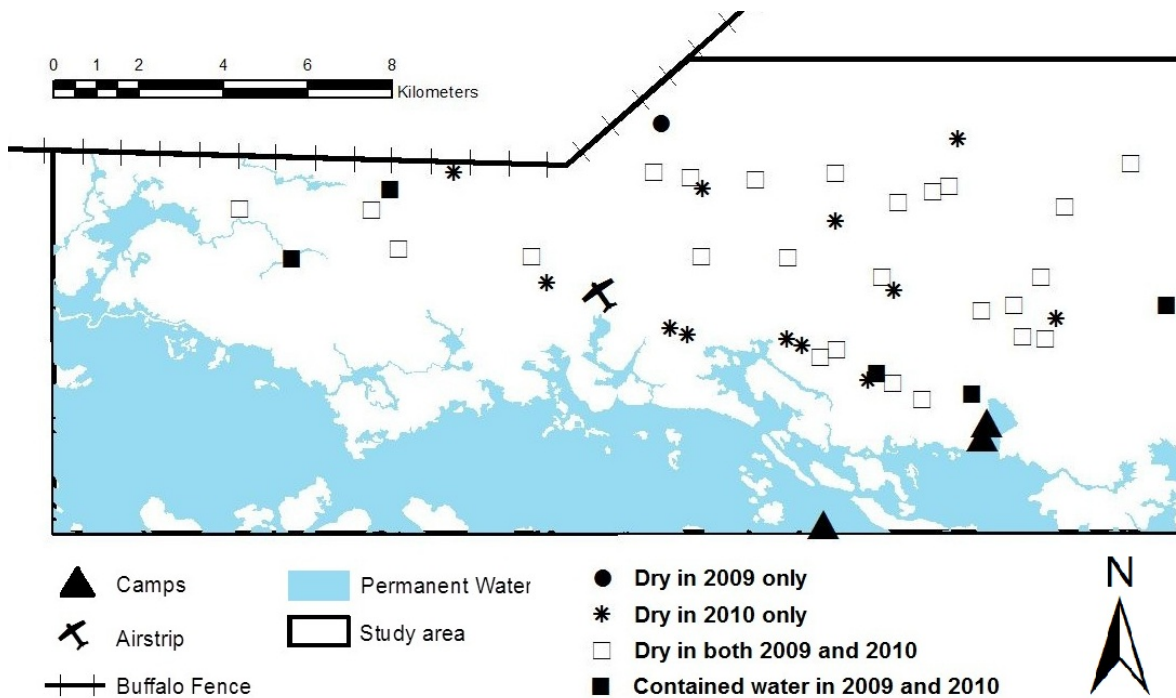 0 1 2 4 6 8
Kilometers
Camps
Airstrip
Buffalo Fence
Permanent Water
Study area
Dry in 2009 only
Dry in 2010 only
Dry in both 2009 and 2010
Contained water in 2009 and 2010
N